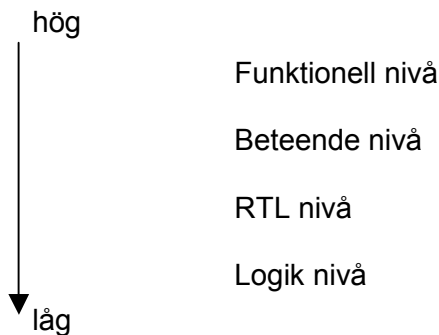 hög
Funktionell nivå
Beteende nivå
RTL nivå
Logik nivå
låg